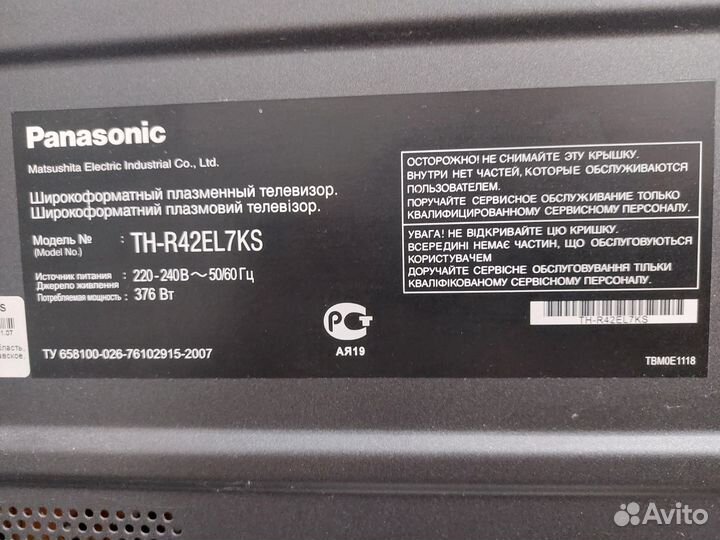 Panasonic
Matsushita Electric Industrial Co., Ltd.
Широкоформатный плазменный телевизор.
Широкоформатний плазмовий телевізор.
Модель № : TH-R42EL7KS
(Model No.)
Источник питания : 220-240В ~ 50/60 Гц
Джерело живлення
Потребляемая мощность: 376 Вт
РСТ
АЯ19
ТУ 658100-026-76102915-2007
ОСТОРОЖНО! НЕ СНИМАЙТЕ ЭТУ КРЫШКУ.
ВНУТРИ НЕТ ЧАСТЕЙ, КОТОРЫЕ ОБСЛУЖИВАЮТСЯ
ПОЛЬЗОВАТЕЛЕМ.
ПОРУЧАЙТЕ СЕРВИСНОЕ ОБСЛУЖИВАНИЕ ТОЛЬКО
КВАЛИФИЦИРОВАННОМУ СЕРВИСНОМУ ПЕРСОНАЛУ.
УВАГА! НЕ ВІДКРИВАЙТЕ ЦЮ КРИШКУ.
ВСЕРЕДИНІ НЕМАЄ ЧАСТИН, ЩО ОБСЛУГОВУЮТЬСЯ
КОРИСТУВАЧЕМ
ДОРУЧАЙТЕ СЕРВІСНЕ ОБСЛУГОВУВАННЯ ТІЛЬКИ
КВАЛІФІКОВАНОМУ СЕРВІСНОМУ ПЕРСОНАЛУ.
TH-R42EL7KS
TBM0E1118
Avito